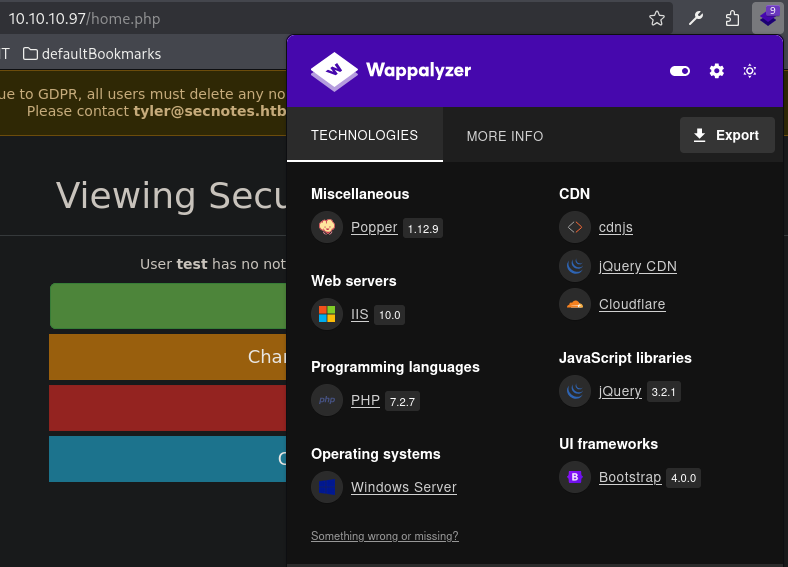 10.10.10.97/home.php
9
T defaultBookmarks
ue to GDPR, all users must delete any no
Please contact tyler@secnotes.htb
Viewing Secu
User test has no not
Char
C
Wappalyzer
TECHNOLOGIES
MORE INFO
Export
Miscellaneous
Popper 1.12.9
Web servers
IIS 10.0
Programming languages
php PHP 7.2.7
Operating systems
Windows Server
CDN
cdnjs
jQuery CDN
Cloudflare
JavaScript libraries
jQuery 3.2.1
UI frameworks
B Bootstrap 4.0.0
Something wrong or missing?